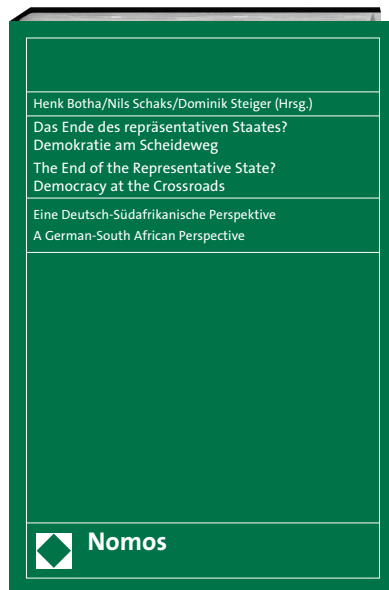 Henk Botha/Nils Schaks/Dominik Steiger (Hrsg.)
Das Ende des repräsentativen Staates?
Demokratie am Scheideweg
The End of the Representative State?
Democracy at the Crossroads
Eine Deutsch-Südafrikanische Perspektive
A German-South African Perspective
Nomos